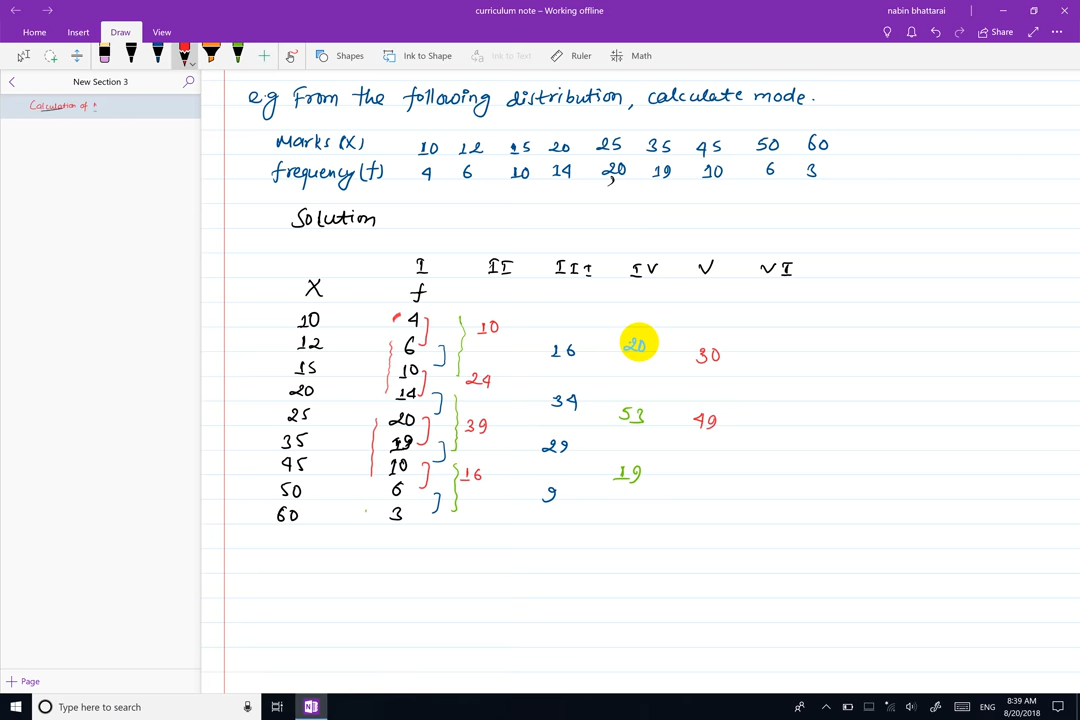 curriculum note – Working offline
nabin bhattarai
Home Insert Draw View
Share
Shapes Ink to Shape Ink to Text Ruler Math
New Section 3
Calculation of
e.g From the following distribution, calculate mode.
Marks (X) 10 12 15 20 25 35 45 50 60
frequency (f) 4 6 10 14 20 19 10 6 3
Solution
I II III IV V VI
X f
10 4
12 6
15 10
20 14
25 20
35 19
45 10
50 6
60 3
10 24 39 16
16 34 29 9
20 53 19
30 49
Page
Type here to search
ENG
8:39 AM
8/20/2018